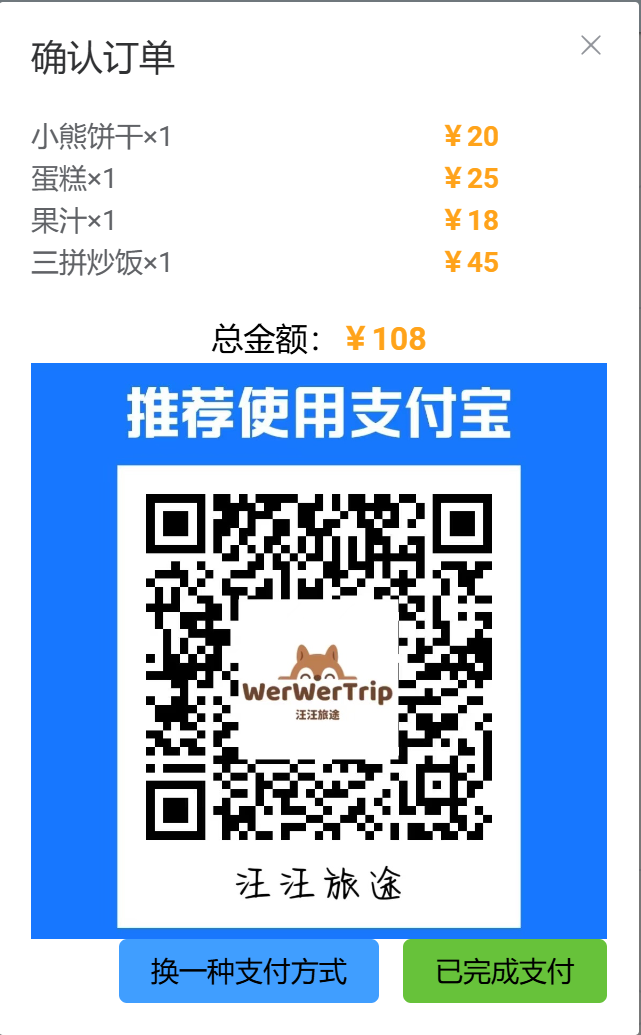 确认订单
小熊饼干×1 ¥20
蛋糕×1 ¥25
果汁×1 ¥18
三拼炒饭×1 ¥45
总金额： ¥108
推荐使用支付宝
WerWerTrip
汪汪旅途
汪汪旅途
换一种支付方式 已完成支付